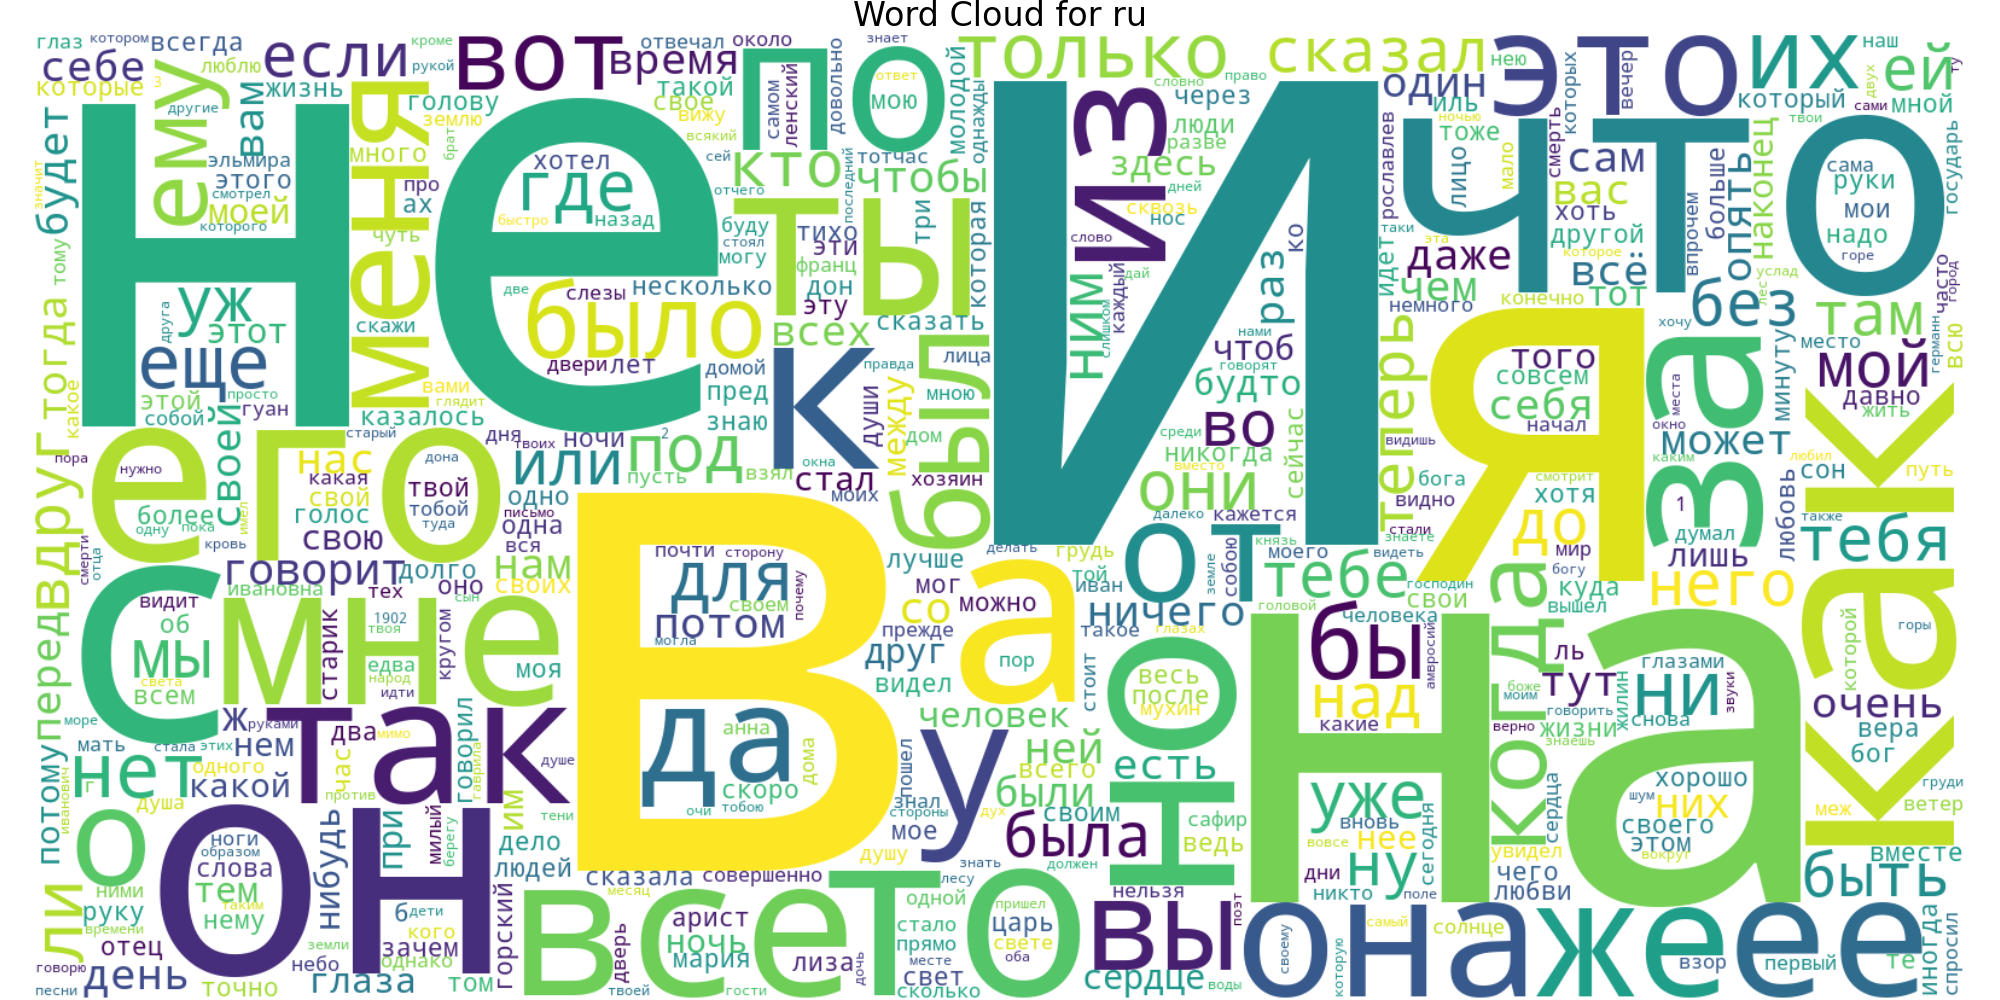 Word Cloud for ru
глаз котором всегда если вот время отвечал около по знает только сказал нею это их наш ей ту
себе люблю кроме рукой которые 3 жизнь ему вам меня голову такой свое мою довольно молодой однажды один иль вечер которых который двух сами мной твои
другие землю вижу самом ленский ответ словно право через из люди разве тоже мало смерть город государь
не и что
будет эльмира этого смотрел моей которого много про ах чуть брат хотел где назад быстро всякий кто сей тотчас чтобы отчего последний здесь сквозь дней нос рославлев лицо сам вас хоть другой больше наконец опять сама руки мои надо горе
значит тому уж этот друга скажи две слезы было несколько буду стоял могу тихо эти франц дон эту ты три которая слово дай каждый ним слишком раз ко идет таки эта даже чем которое всё тот впрочем услад лес часто
еще двери лет домой всех сказать был лица правда к нами чтоб говорят немного конечно без хочу за там место германн всю
тогда какое этой просто собой гуан своей вами глядит казалось пред знаю души между мною дом будто теперь я того совсем себя начал места окно минуту мой давно жить как
вдруг его старый нас дня твоих ночи или под 2 пусть взял окна стал моих хозяин они среди никогда во сейчас видишь бога видно смотрит хотя может каким любил сон путь
пора нужно более одну пока кровь какая свой голос свою дона твой тобой туда имел одно письмо одна вся вместо далеко кажется стали знаете до мир богу 1 думал лишь любовь также тебя
смерти отца перед с видит об мы всем света говорит ивановна долго тех оно 1902 твоя едва народ идти сын нам своих моя мне почти сторону для своем потом могла почему в а лучше мог со можно прежде такое делать грудь той иван от земле собою князь моего видеть тебе господин свои ничего головой глазах человека куда вышел него которой горы
потому море мать стала этих нет г ж руками нем одного какой два час против мимо старик кругом так говорил гаврила душе да анна скоро тобою очи дома друг видел пор стоит весь после мухин но человек ней всего были у пошел бы амвросий над какие на когда боже моим говорить верно знаешь жизни жилин ль тут ни глазами снова звуки очень вера бог
иванович душа о он ноги образом слова тем таким нему нибудь при милый берегу им тени дело людей знал стороны мое душу дух своим была есть сафир ведь уже вновь вовсе нее ну сегодня увидел чего любви сердца хорошо шум них своего этом вокруг груди меж ветер вместе быть
ли ними руку времени отец говорю день песни точно земли небо б дети кого зачем однако глаза том горский все то сказала месяц совершенно знать лесу должен дверь арист ночь мария твоей гости лиза дочь одной пришел стало прямо царь свете месте оба свет сколько вы нельзя поэт сердце воды дни никто поле она своему которую самый солнце же взор ее первый те иногда спросил